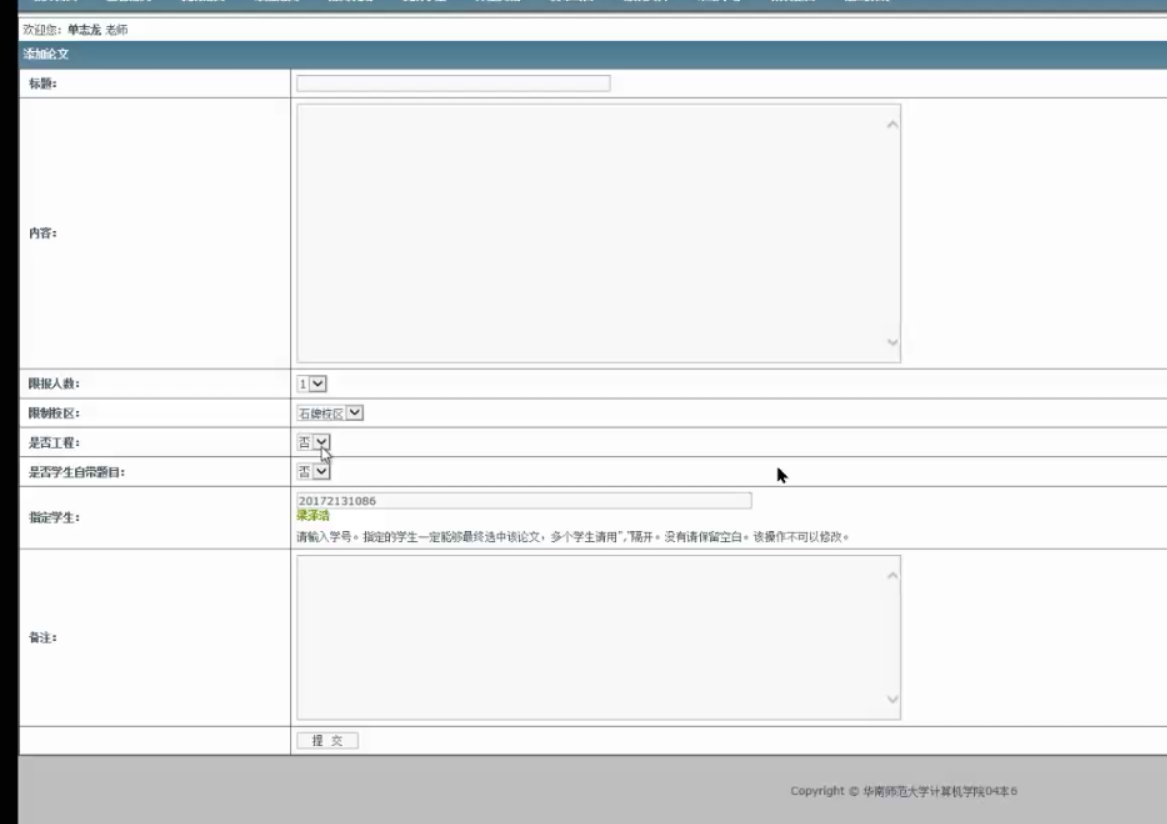 欢迎您：单志龙 老师
添加论文
标题：
内容：
限报人数：
1
限制校区：
石牌校区
是否工程：
否
是否学生自带题目：
否
指定学生：
20172131086
梁泽浩
请输入学号。指定的学生一定能够最终选中该论文，多个学生请用","隔开。没有请保留空白。该操作不可以修改。
备注：
提 交
Copyright © 华南师范大学计算机学院04本6